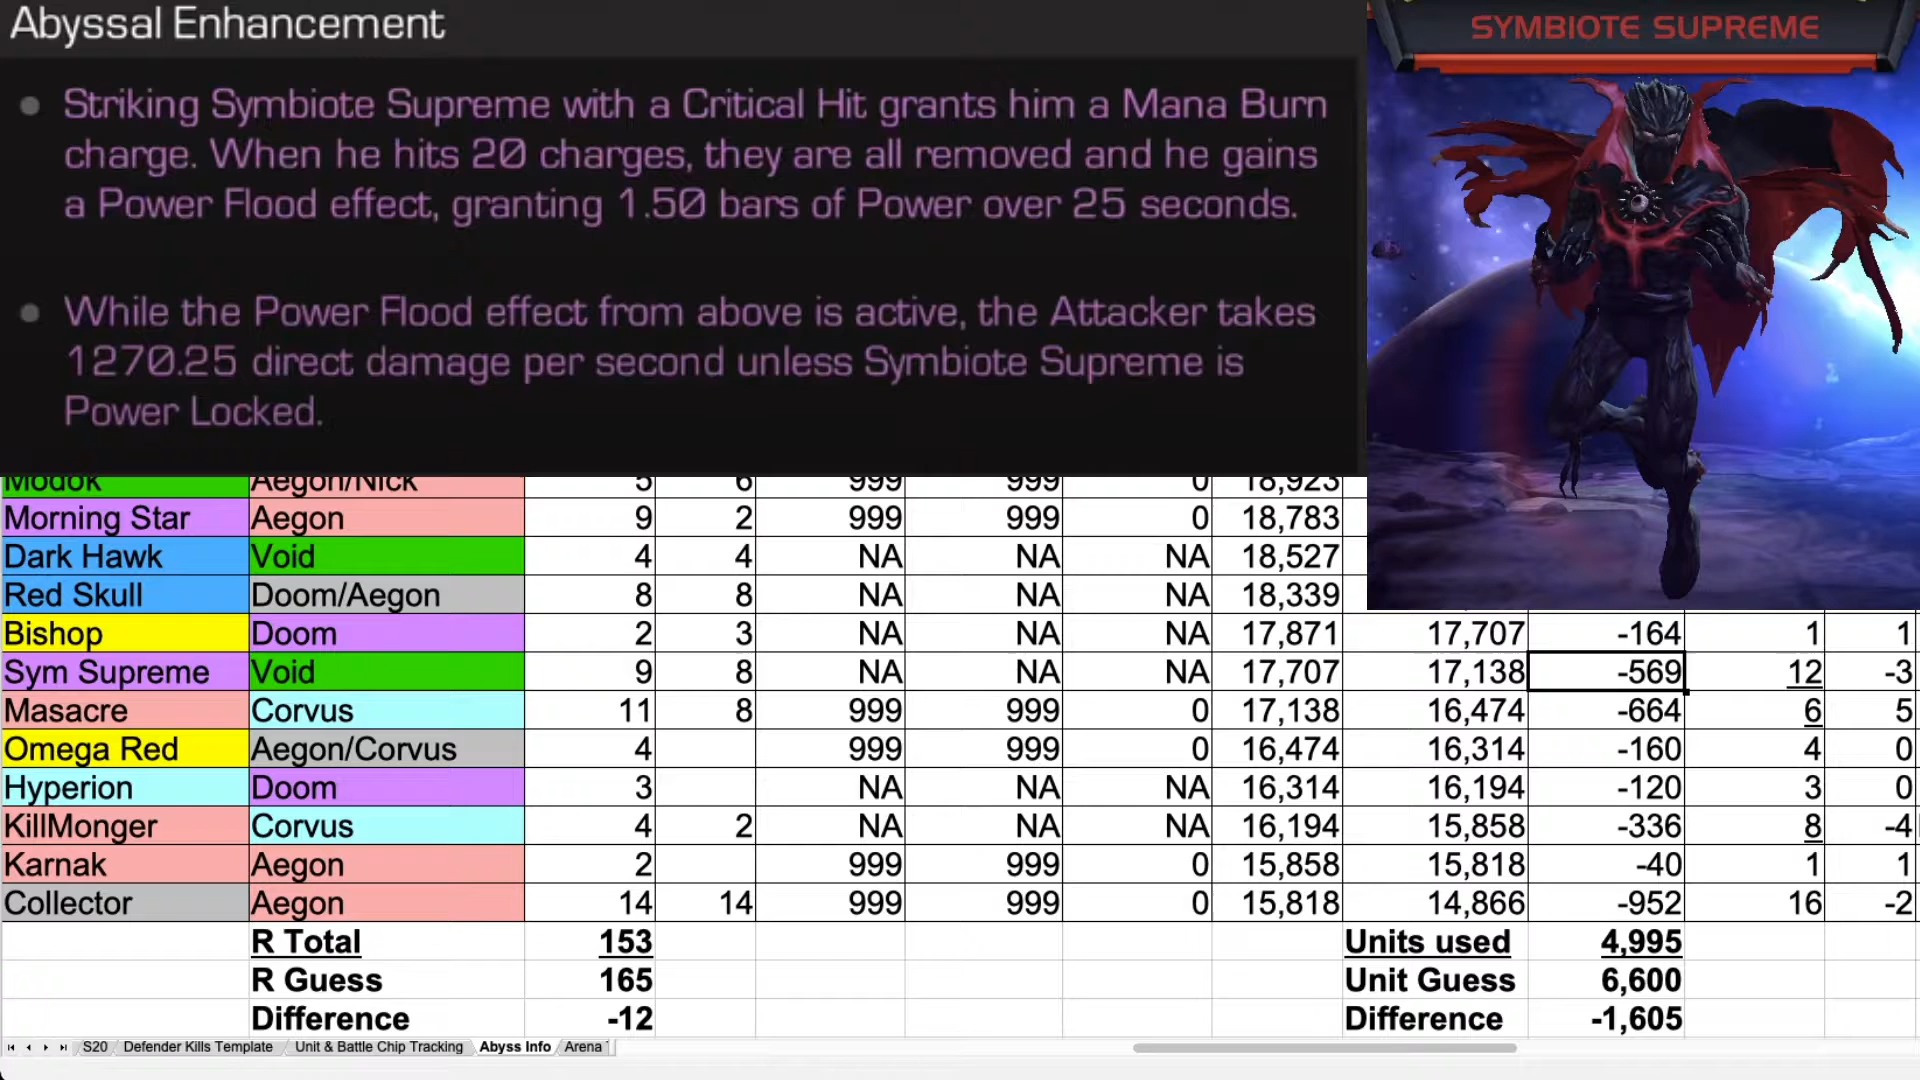 Abyssal Enhancement
SYMBIOTE SUPREME
Striking Symbiote Supreme with a Critical Hit grants him a Mana Burn
charge. When he hits 20 charges, they are all removed and he gains
a Power Flood effect, granting 1.50 bars of Power over 25 seconds.
While the Power Flood effect from above is active, the Attacker takes
1270.25 direct damage per second unless Symbiote Supreme is
Power Locked.
Modok Aegon/Nick 5 6 999 999 0 18,923
Morning Star Aegon 9 2 999 999 0 18,783
Dark Hawk Void 4 4 NA NA NA 18,527
Red Skull Doom/Aegon 8 8 NA NA NA 18,339
Bishop Doom 2 3 NA NA NA 17,871 17,707 -164 1 1
Sym Supreme Void 9 8 NA NA NA 17,707 17,138 -569 12 -3
Masacre Corvus 11 8 999 999 0 17,138 16,474 -664 6 5
Omega Red Aegon/Corvus 4 999 999 0 16,474 16,314 -160 4 0
Hyperion Doom 3 NA NA NA 16,314 16,194 -120 3 0
KillMonger Corvus 4 2 NA NA NA 16,194 15,858 -336 8 -4
Karnak Aegon 2 999 999 0 15,858 15,818 -40 1 1
Collector Aegon 14 14 999 999 0 15,818 14,866 -952 16 -2
R Total 153 Units used 4,995
R Guess 165 Unit Guess 6,600
Difference -12 Difference -1,605
S20 Defender Kills Template Unit & Battle Chip Tracking Abyss Info Arena